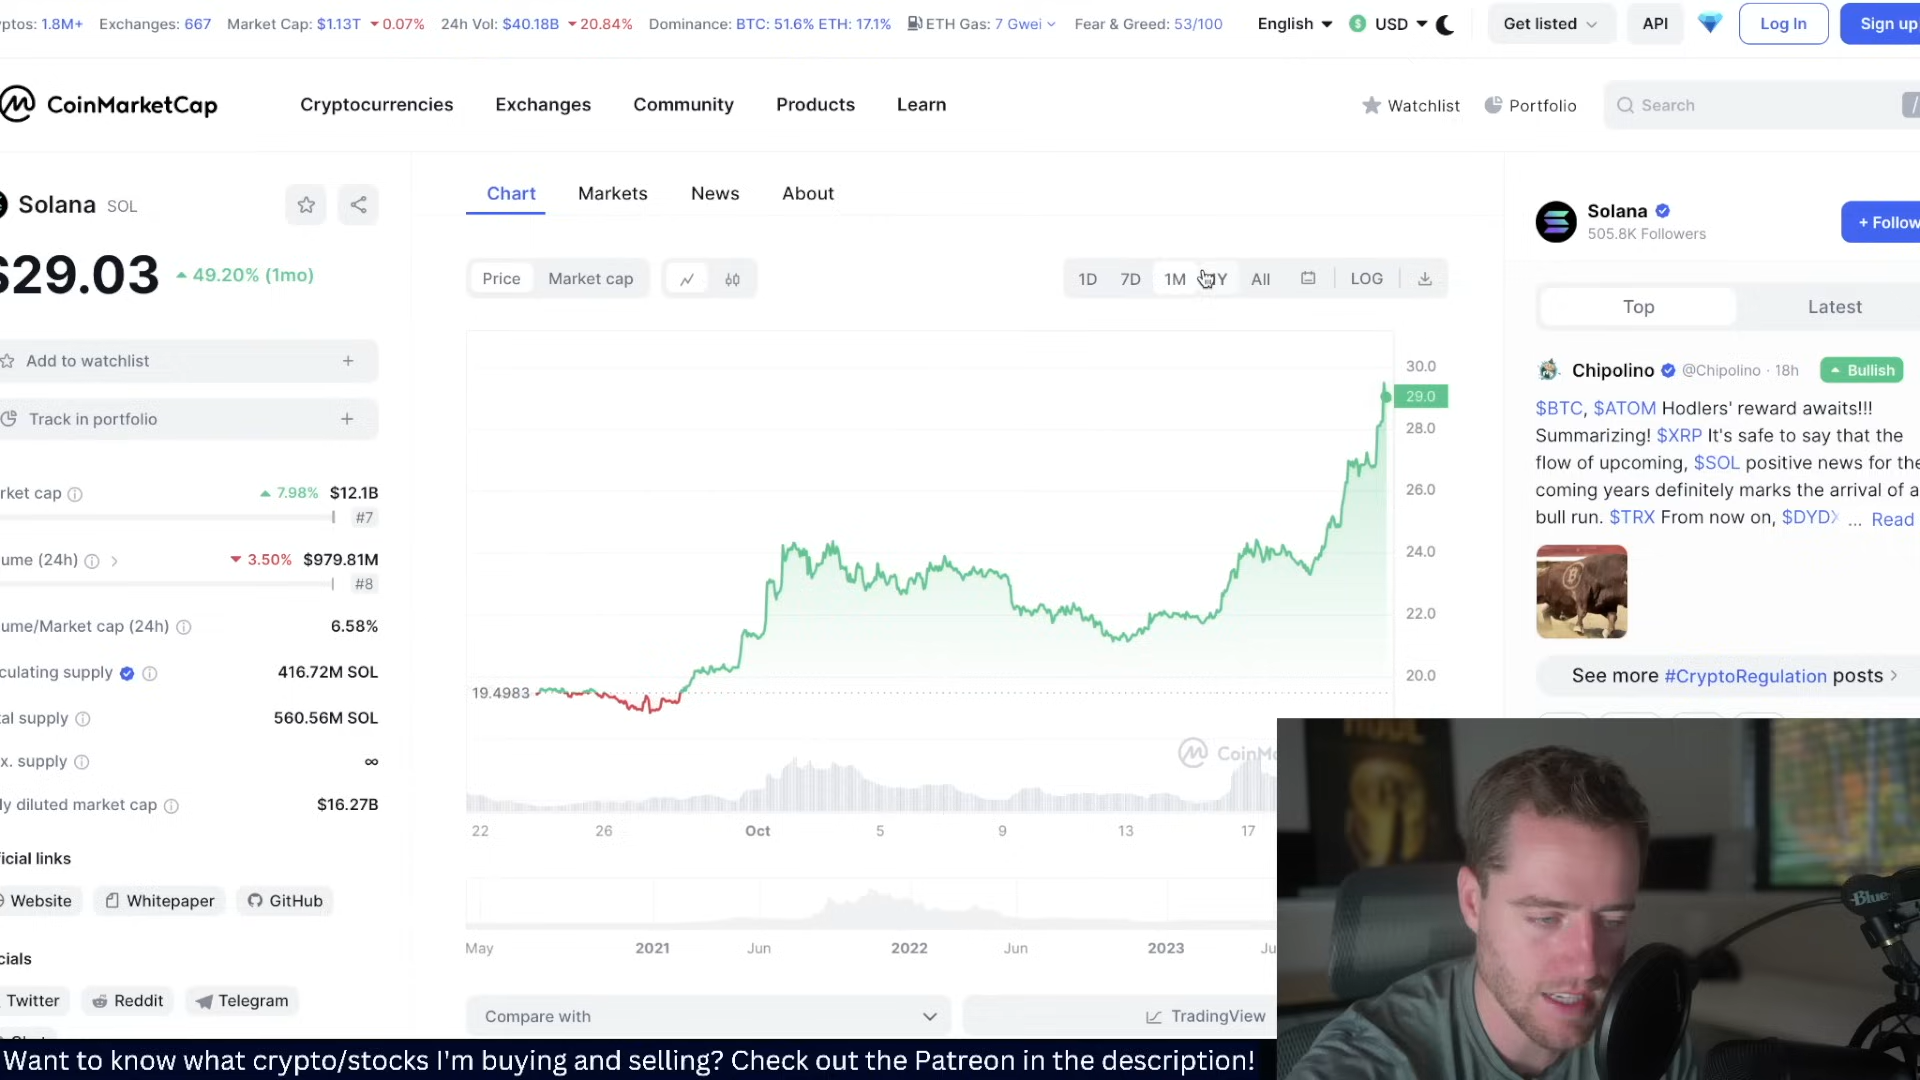 ptos: 1.8M+ Exchanges: 667 Market Cap: $1.13T 0.07% 24h Vol: $40.18B 20.84% Dominance: BTC: 51.6% ETH: 17.1% ETH Gas: 7 Gwei Fear & Greed: 53/100 English USD Get listed API Log In Sign up
CoinMarketCap Cryptocurrencies Exchanges Community Products Learn Watchlist Portfolio Search /
Solana SOL
$29.03 49.20% (1mo)
Add to watchlist +
Track in portfolio +
rket cap 7.98% $12.1B
#7
ume (24h) 3.50% $979.81M
#8
ume/Market cap (24h) 6.58%
culating supply 416.72M SOL
al supply 560.56M SOL
x. supply ∞
ly diluted market cap $16.27B
icial links
Website Whitepaper GitHub
cials
Twitter Reddit Telegram
Chart Markets News About
Price Market cap 1D 7D 1M 1Y All LOG
30.0
29.0
28.0
26.0
24.0
22.0
20.0
19.4983
CoinMa
22 26 Oct 5 9 13 17
May 2021 Jun 2022 Jun 2023 Ju
Compare with TradingView
Solana
505.8K Followers
+ Follow
Top Latest
Chipolino @Chipolino · 18h Bullish
$BTC, $ATOM Hodlers' reward awaits!!!
Summarizing! $XRP It's safe to say that the
flow of upcoming, $SOL positive news for the
coming years definitely marks the arrival of a
bull run. $TRX From now on, $DYDX ... Read
See more #CryptoRegulation posts
Blue
Want to know what crypto/stocks I'm buying and selling? Check out the Patreon in the description!